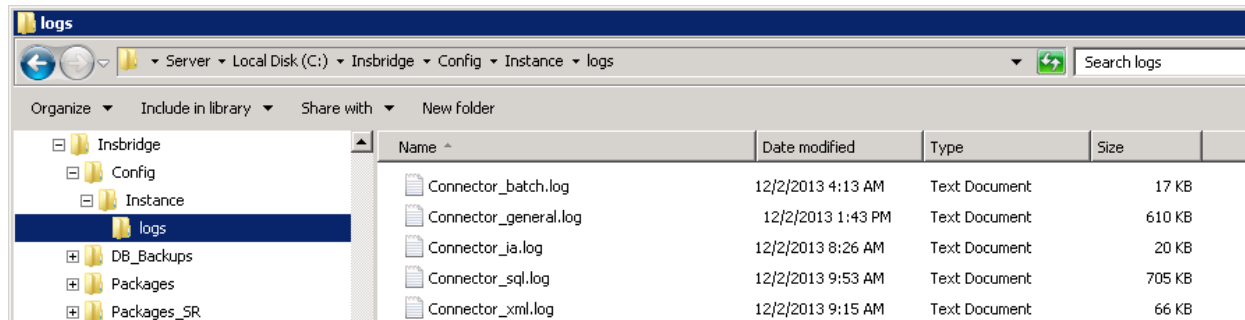 logs
Server Local Disk (C:) Insbridge Config Instance logs Search logs
Organize Include in library Share with New folder
Insbridge Name Date modified Type Size
Config Connector_batch.log 12/2/2013 4:13 AM Text Document 17 KB
Instance Connector_general.log 12/2/2013 1:43 PM Text Document 610 KB
logs Connector_ia.log 12/2/2013 8:26 AM Text Document 20 KB
DB_Backups
Packages Connector_sql.log 12/2/2013 9:53 AM Text Document 705 KB
Packages_SR Connector_xml.log 12/2/2013 9:15 AM Text Document 66 KB